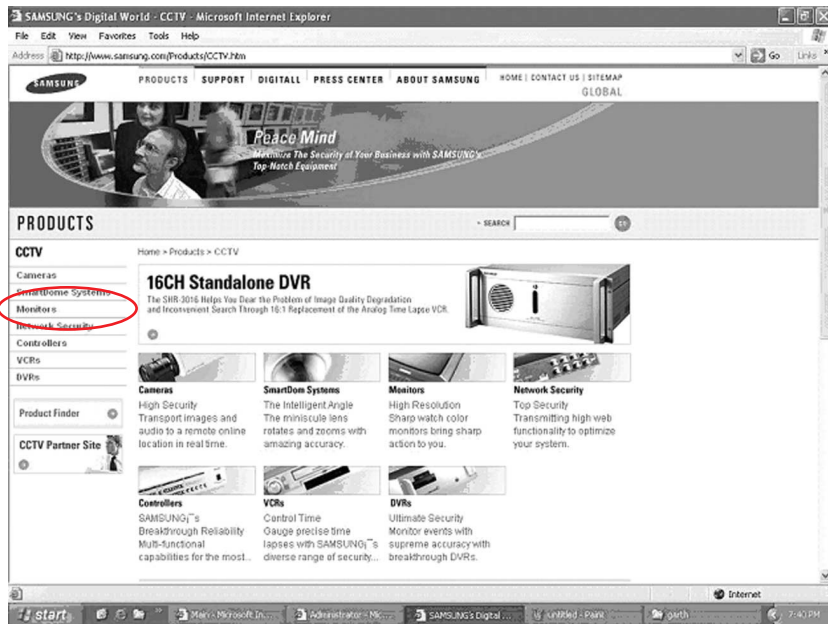 SAMSUNG's Digital World - CCTV - Microsoft Internet Explorer
File Edit View Favorites Tools Help
Address http://www.samsung.com/Products/CCTV.htm Go Links »
SAMSUNG
PRODUCTS SUPPORT DIGITALL PRESS CENTER ABOUT SAMSUNG HOME | CONTACT US | SITEMAP
GLOBAL
Peace Mind
Maximize The Security of Your Business with SAMSUNG's
Top-Notch Equipment
PRODUCTS
SEARCH
CCTV
Home > Products > CCTV
Cameras
SmartDome Systems
Monitors
Network Security
Controllers
VCRs
DVRs
Product Finder
CCTV Partner Site
16CH Standalone DVR
The SHR-3016 Helps You Dear the Problem of Image Quality Degradation
and Inconvenient Search Through 16:1 Replacement of the Analog Time Lapse VCR.
Cameras
High Security
Transport images and
audio to a remote online
location in real time.
SmartDom Systems
The Intelligent Angle
The miniscule lens
rotates and zooms with
amazing accuracy.
Monitors
High Resolution
Sharp watch color
monitors bring sharp
action to you.
Network Security
Top Security
Transmitting high web
functionality to optimize
your system.
Controllers
SAMSUNG¡¯s
Breakthrough Reliability
Multi-functional
capabilities for the most...
VCRs
Control Time
Gauge precise time
lapses with SAMSUNG¡¯s
diverse range of security...
DVRs
Ultimate Security
Monitor events with
supreme accuracy with
breakthrough DVRs.
Internet
start » Main - Microsoft In... Administrator - Mic... SAMSUNG's Digital ... untitled - Paint garth 7:40 PM